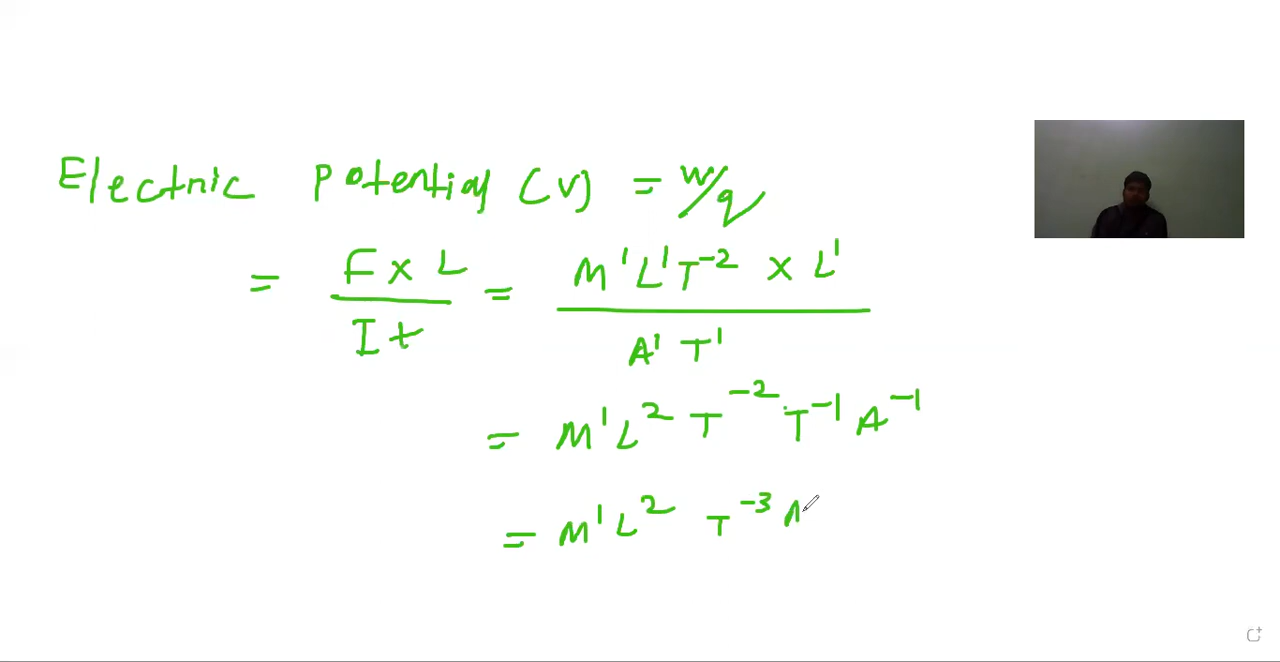 Electric Potential (V) = W/q
= F x L / I t = M¹L¹T⁻² x L¹ / A¹ T¹
= M¹L² T⁻² T⁻¹ A⁻¹
= M¹L² T⁻³ A